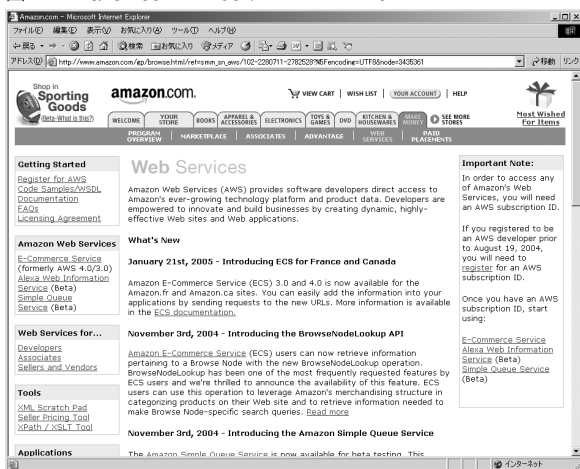 Amazon.com - Microsoft Internet Explorer
ファイル(F) 編集(E) 表示(V) お気に入り(A) ツール(T) ヘルプ(H)
戻る 検索 お気に入り メディア
アドレス(D) http://www.amazon.com/gp/browse.html/ref=smm_sn_aws/102-2280711-2782528?%5Fencoding=UTF8&node=3435361 移動 リンク
Shop in
Sporting
Goods
(Beta-What is this?)
amazon.com.
VIEW CART | WISH LIST | YOUR ACCOUNT | HELP
WELCOME YOUR STORE BOOKS APPAREL & ACCESSORIES ELECTRONICS TOYS & GAMES DVD KITCHEN & HOUSEWARES MAKE MONEY SEE MORE STORES
Most Wished
For Items
PROGRAM OVERVIEW | MARKETPLACE | ASSOCIATES | ADVANTAGE | WEB SERVICES | PAID PLACEMENTS
Getting Started
Register for AWS
Code Samples/WSDL
Documentation
FAQs
Licensing Agreement
Amazon Web Services
E-Commerce Service
(formerly AWS 4.0/3.0)
Alexa Web Information
Service (Beta)
Simple Queue
Service (Beta)
Web Services for...
Developers
Associates
Sellers and Vendors
Tools
XML Scratch Pad
Seller Pricing Tool
XPath / XSLT Tool
Applications
Web Services
Amazon Web Services (AWS) provides software developers direct access to
Amazon's ever-growing technology platform and product data. Developers are
empowered to innovate and build businesses by creating dynamic, highly-
effective Web sites and Web applications.
What's New
January 21st, 2005 - Introducing ECS for France and Canada
Amazon E-Commerce Service (ECS) 3.0 and 4.0 is now available for the
Amazon.fr and Amazon.ca sites. You can easily add the information into your
applications by sending requests to the new URLs. More information is available
in the ECS documentation.
November 3rd, 2004 - Introducing the BrowseNodeLookup API
Amazon E-Commerce Service (ECS) users can now retrieve information
pertaining to a Browse Node with the new BrowseNodeLookup operation.
BrowseNodeLookup has been one of the most frequently requested features by
ECS users and we're thrilled to announce the availability of this feature. ECS
users can use this operation to leverage Amazon's merchandising structure in
categorizing products on their Web site and to retrieve information needed to
make Browse Node-specific search queries. Read more
November 3rd, 2004 - Introducing the Amazon Simple Queue Service
The Amazon Simple Queue Service is now available for beta testing. This
Important Note:
In order to access any
of Amazon's Web
Services, you will need
an AWS subscription ID.
If you registered to be
an AWS developer prior
to August 19, 2004,
you will need to
register for an AWS
subscription ID.
Once you have an AWS
subscription ID, start
using:
E-Commerce Service
Alexa Web Information
Service (Beta)
Simple Queue Service
(Beta)
インターネット